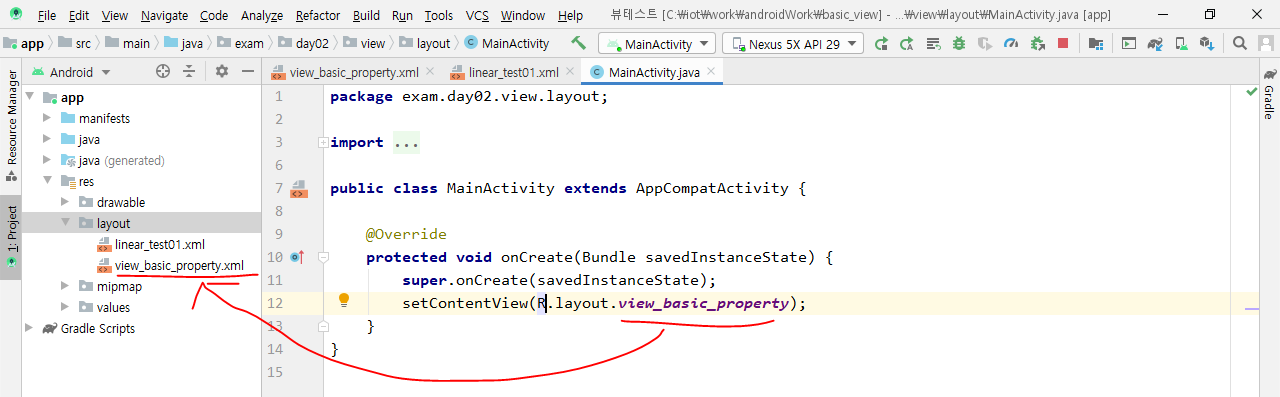 File Edit View Navigate Code Analyze Refactor Build Run Tools VCS Window Help 뷰테스트 [C:₩iot₩work₩androidWork₩basic_view] - ...₩view₩layout₩MainActivity.java [app]
app src main java exam day02 view layout MainActivity MainActivity Nexus 5X API 29
Android view_basic_property.xml linear_test01.xml MainActivity.java
Resource Manager
1: Project
app
manifests
java
java (generated)
res
drawable
layout
linear_test01.xml
view_basic_property.xml
mipmap
values
Gradle Scripts
1 package exam.day02.view.layout;
2
3 import ...
6
7 public class MainActivity extends AppCompatActivity {
8
9 @Override
10 protected void onCreate(Bundle savedInstanceState) {
11 super.onCreate(savedInstanceState);
12 setContentView(R.layout.view_basic_property);
13 }
14 }
15
Gradle